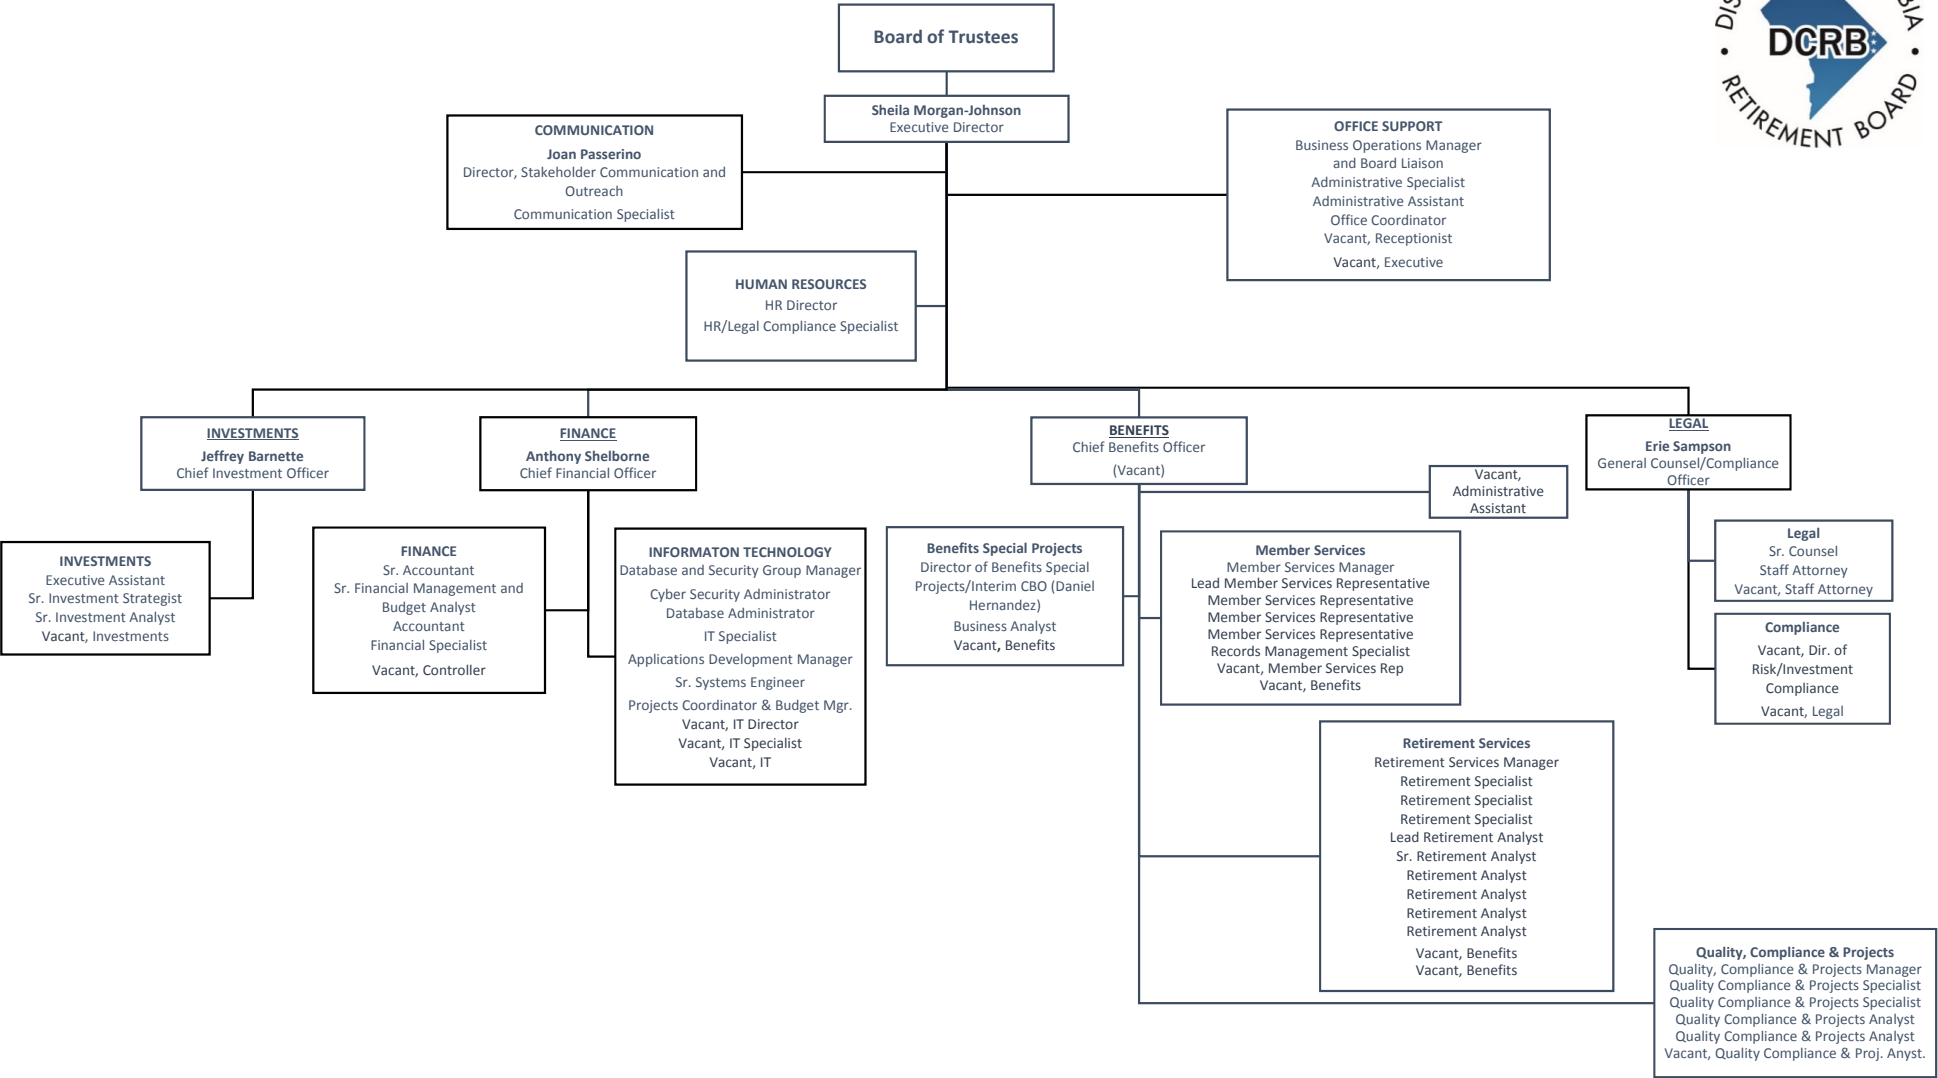 Board of Trustees
Sheila Morgan-Johnson
Executive Director
DCRB
RETIREMENT BOARD
COMMUNICATION
Joan Passerino
Director, Stakeholder Communication and
Outreach
Communication Specialist
OFFICE SUPPORT
Business Operations Manager
and Board Liaison
Administrative Specialist
Administrative Assistant
Office Coordinator
Vacant, Receptionist
Vacant, Executive
HUMAN RESOURCES
HR Director
HR/Legal Compliance Specialist
INVESTMENTS
Jeffrey Barnette
Chief Investment Officer
FINANCE
Anthony Shelborne
Chief Financial Officer
BENEFITS
Chief Benefits Officer
(Vacant)
LEGAL
Erie Sampson
General Counsel/Compliance
Officer
Vacant,
Administrative
Assistant
INVESTMENTS
Executive Assistant
Sr. Investment Strategist
Sr. Investment Analyst
Vacant, Investments
FINANCE
Sr. Accountant
Sr. Financial Management and
Budget Analyst
Accountant
Financial Specialist
Vacant, Controller
INFORMATON TECHNOLOGY
Database and Security Group Manager
Cyber Security Administrator
Database Administrator
IT Specialist
Applications Development Manager
Sr. Systems Engineer
Projects Coordinator & Budget Mgr.
Vacant, IT Director
Vacant, IT Specialist
Vacant, IT
Benefits Special Projects
Director of Benefits Special
Projects/Interim CBO (Daniel
Hernandez)
Business Analyst
Vacant, Benefits
Member Services
Member Services Manager
Lead Member Services Representative
Member Services Representative
Member Services Representative
Member Services Representative
Records Management Specialist
Vacant, Member Services Rep
Vacant, Benefits
Legal
Sr. Counsel
Staff Attorney
Vacant, Staff Attorney
Compliance
Vacant, Dir. of
Risk/Investment
Compliance
Vacant, Legal
Retirement Services
Retirement Services Manager
Retirement Specialist
Retirement Specialist
Retirement Specialist
Lead Retirement Analyst
Sr. Retirement Analyst
Retirement Analyst
Retirement Analyst
Retirement Analyst
Retirement Analyst
Vacant, Benefits
Vacant, Benefits
Quality, Compliance & Projects
Quality, Compliance & Projects Manager
Quality Compliance & Projects Specialist
Quality Compliance & Projects Specialist
Quality Compliance & Projects Analyst
Quality Compliance & Projects Analyst
Vacant, Quality Compliance & Proj. Anyst.